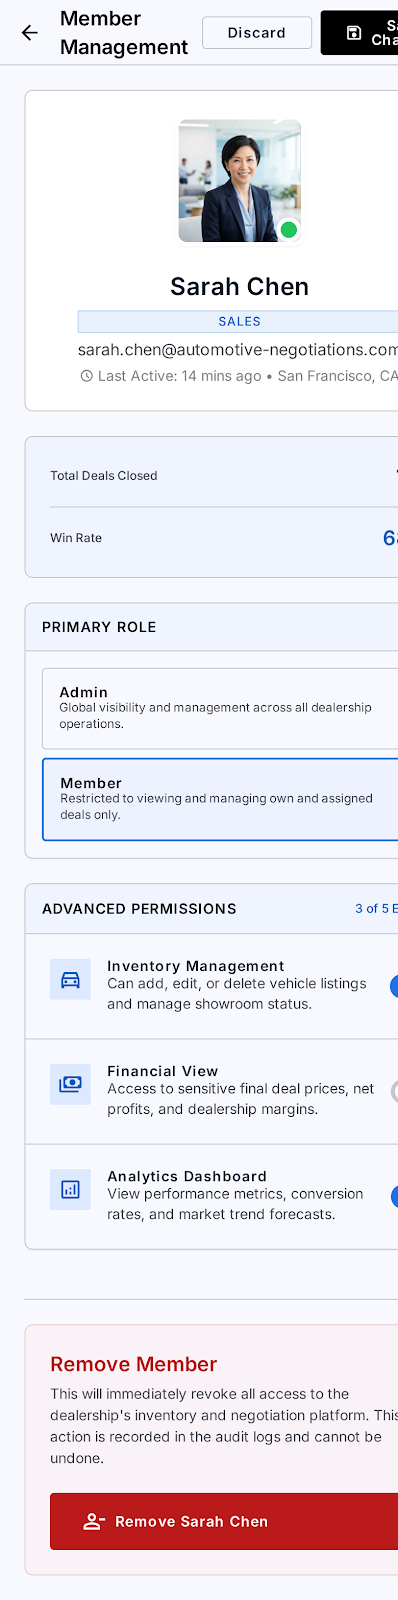 Member
Management
Discard
SALES
Sarah Chen
sarah.chen@automotive-negotiations.com
Last Active: 14 mins ago • San Francisco, CA
Total Deals Closed
Win Rate
PRIMARY ROLE
Admin
Global visibility and management across all dealership
operations.
Member
Restricted to viewing and managing own and assigned
deals only.
ADVANCED PERMISSIONS
3 of 5
Inventory Management
Can add, edit, or delete vehicle listings
and manage showroom status.
Financial View
Access to sensitive final deal prices, net
profits, and dealership margins.
Analytics Dashboard
View performance metrics, conversion
rates, and market trend forecasts.
Remove Member
This will immediately revoke all access to the
dealership's inventory and negotiation platform. This
action is recorded in the audit logs and cannot be
undone.
Remove Sarah Chen